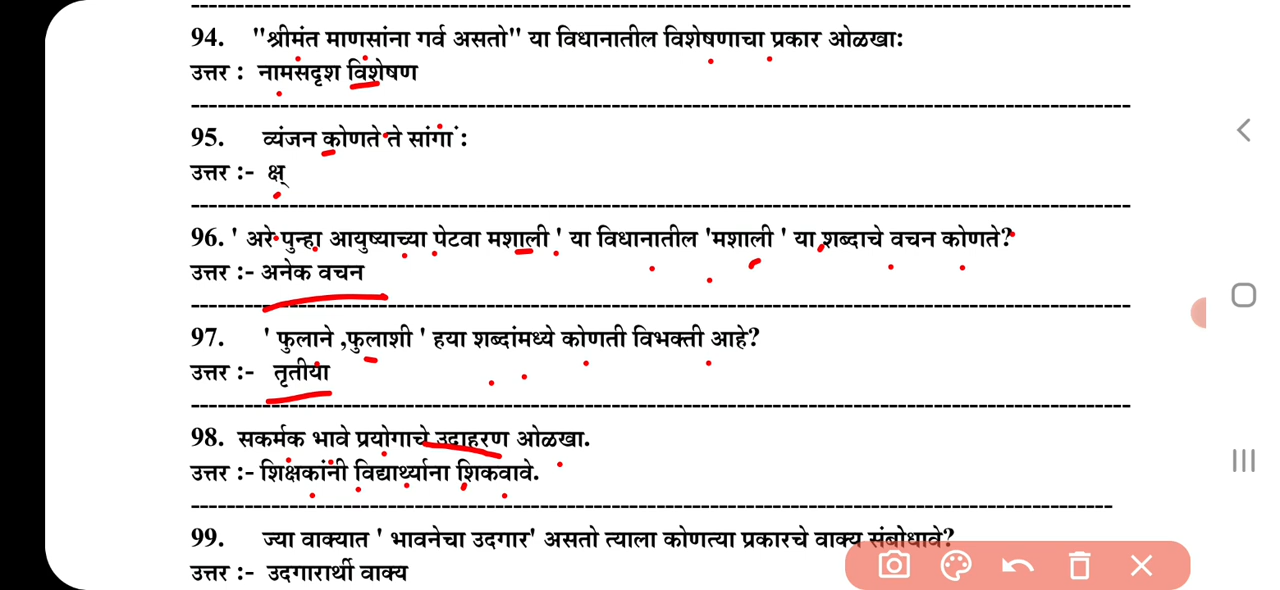 94. "श्रीमंत माणसांना गर्व असतो" या विधानातील विशेषणाचा प्रकार ओळखा:
उत्तर : नामसदृश विशेषण
95. व्यंजन कोणते ते सांगा:
उत्तर :- क्ष्
96. ' अरे पुन्हा आयुष्याच्या पेटवा मशाली ' या विधानातील 'मशाली ' या शब्दाचे वचन कोणते?
उत्तर :- अनेक वचन
97. ' फुलाने ,फुलाशी ' हया शब्दांमध्ये कोणती विभक्ती आहे?
उत्तर :- तृतीया
98. सकर्मक भावे प्रयोगाचे उदाहरण ओळखा.
उत्तर :- शिक्षकांनी विद्यार्थ्याना शिकवावे.
99. ज्या वाक्यात ' भावनेचा उदगार' असतो त्याला कोणत्या प्रकारचे वाक्य संबोधावे?
उत्तर :- उदगारार्थी वाक्य